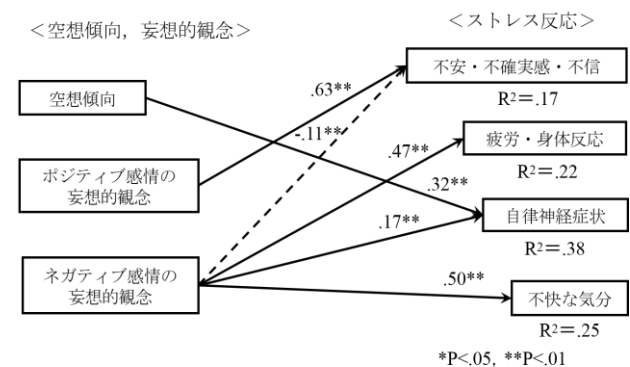 ＜空想傾向，妄想的観念＞
＜ストレス反応＞
空想傾向
ポジティブ感情の
妄想的観念
ネガティブ感情の
妄想的観念
.63**
-.11**
.47**
.32**
.17**
.50**
不安・不確実感・不信
R²＝.17
疲労・身体反応
R²＝.22
自律神経症状
R²＝.38
不快な気分
R²＝.25
*P<.05，**P<.01